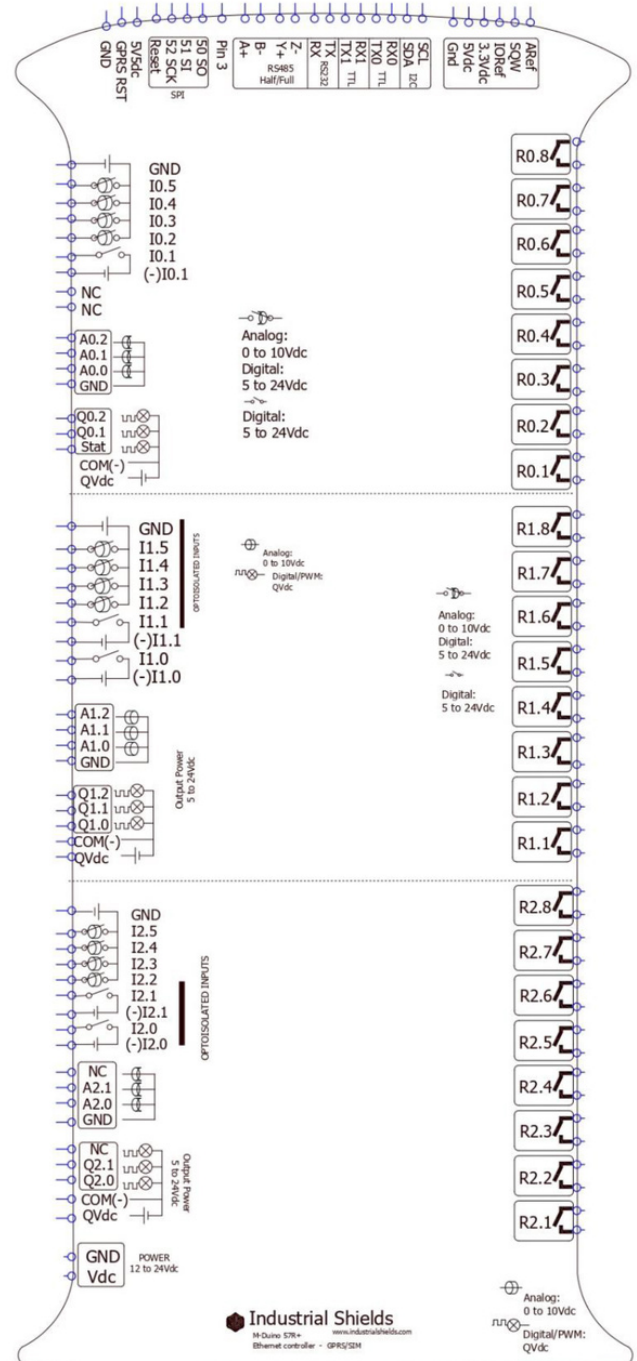 GND
GPRS RST
5V5dc
Reset
52 SCK
51 SI
50 SO
SPI
Pin 3
A+
B-
Y+
Z-
RS485
Half/Full
RX
TX
RS232
TX1
RX1
TTL
TX0
RX0
TTL
SDA
SCL
I2C
Gnd
5Vdc
3.3Vdc
IORef
SQW
ARef
GND
I0.5
I0.4
I0.3
I0.2
I0.1
(-)I0.1
NC
NC
A0.2
A0.1
A0.0
GND
Q0.2
Q0.1
Stat
COM(-)
QVdc
Analog:
0 to 10Vdc
Digital:
5 to 24Vdc
Digital:
5 to 24Vdc
R0.8
R0.7
R0.6
R0.5
R0.4
R0.3
R0.2
R0.1
GND
I1.5
I1.4
I1.3
I1.2
I1.1
(-)I1.1
I1.0
(-)I1.0
OPTOISOLATED INPUTS
A1.2
A1.1
A1.0
GND
Q1.2
Q1.1
Q1.0
COM(-)
QVdc
Output Power
5 to 24Vdc
Analog:
0 to 10Vdc
Digital/PWM:
QVdc
Analog:
0 to 10Vdc
Digital:
5 to 24Vdc
Digital:
5 to 24Vdc
R1.8
R1.7
R1.6
R1.5
R1.4
R1.3
R1.2
R1.1
GND
I2.5
I2.4
I2.3
I2.2
I2.1
(-)I2.1
I2.0
(-)I2.0
OPTOISOLATED INPUTS
NC
A2.1
A2.0
GND
NC
Q2.1
Q2.0
COM(-)
QVdc
Output Power
5 to 24Vdc
GND
Vdc
POWER
12 to 24Vdc
R2.8
R2.7
R2.6
R2.5
R2.4
R2.3
R2.2
R2.1
Industrial Shields
M-Duino 57R+
www.industrialshields.com
Ethernet controller - GPRS/SIM
Analog:
0 to 10Vdc
Digital/PWM:
QVdc